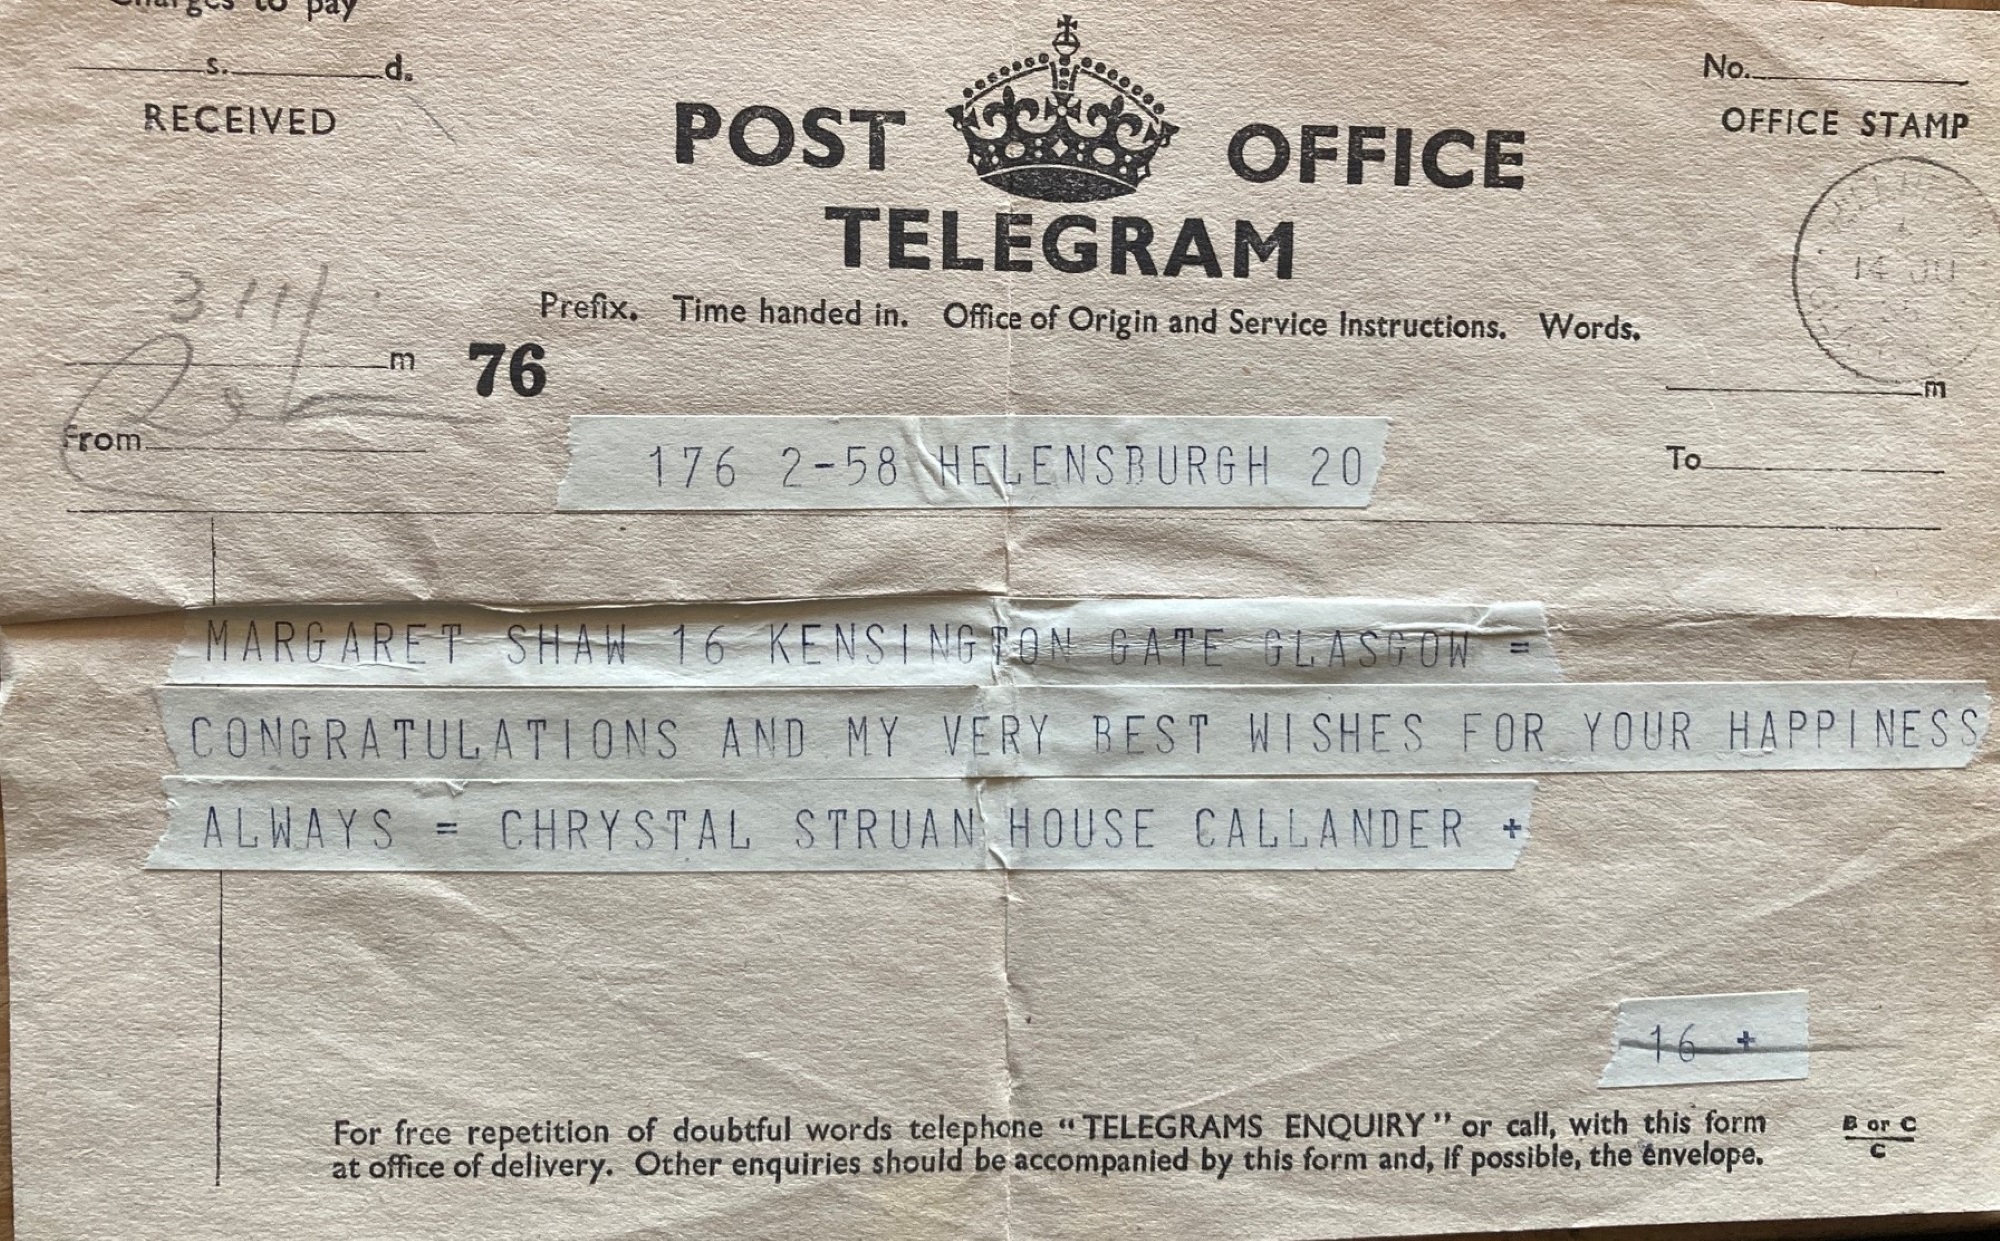 Charges to pay
s. d.
RECEIVED
POST OFFICE
TELEGRAM
No.
OFFICE STAMP
14 JU
Prefix. Time handed in. Office of Origin and Service Instructions. Words.
m
76
m
From
To
176 2-58 HELENSBURGH 20
MARGARET SHAW 16 KENSINGTON GATE GLASGOW =
CONGRATULATIONS AND MY VERY BEST WISHES FOR YOUR HAPPINESS
ALWAYS = CHRYSTAL STRUAN HOUSE CALLANDER +
16 +
For free repetition of doubtful words telephone "TELEGRAMS ENQUIRY" or call, with this form
at office of delivery. Other enquiries should be accompanied by this form and, if possible, the envelope.
B or C
C